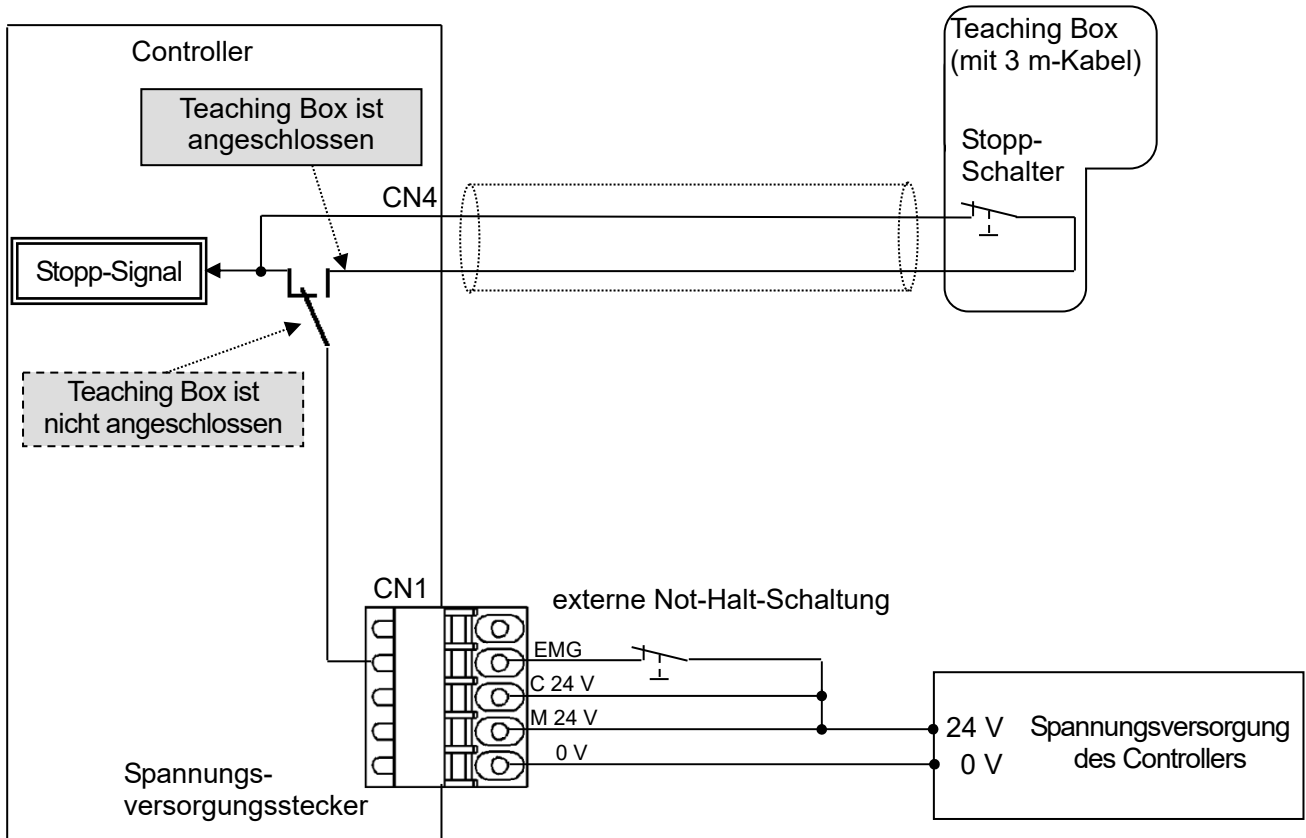 Controller
Teaching Box
(mit 3 m-Kabel)
Teaching Box ist
angeschlossen
Stopp-
Schalter
CN4
Stopp-Signal
Teaching Box ist
nicht angeschlossen
CN1
externe Not-Halt-Schaltung
EMG
C 24 V
M 24 V
0 V
24 V
0 V
Spannungsversorgung
des Controllers
Spannungs-
versorgungsstecker